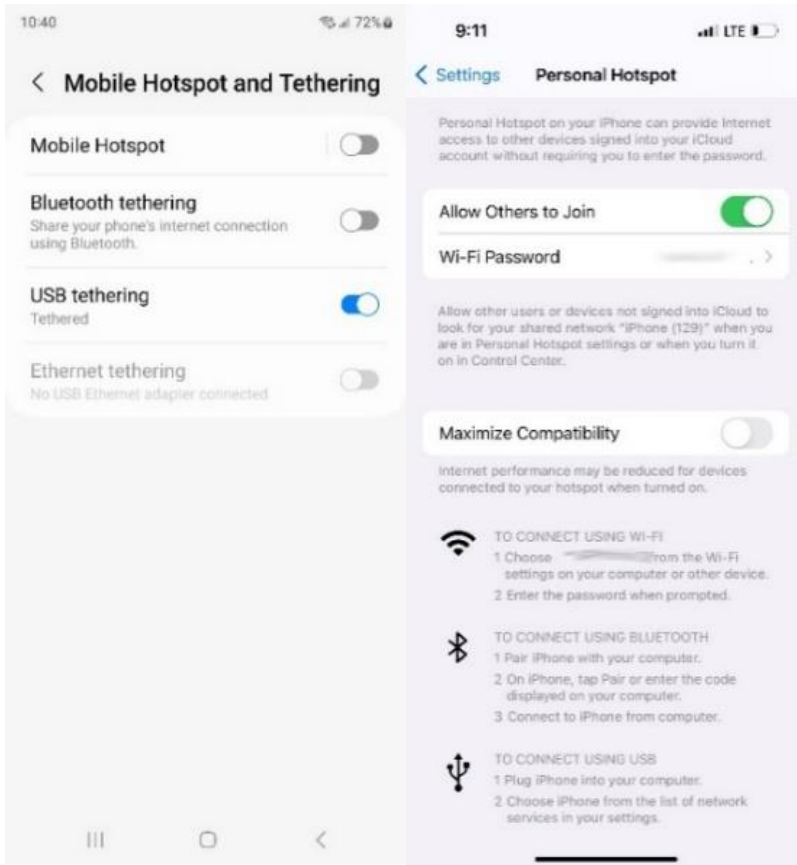 10:40
72%
Mobile Hotspot and Tethering
Mobile Hotspot
Bluetooth tethering
Share your phone's internet connection
using Bluetooth.
USB tethering
Tethered
Ethernet tethering
No USB Ethernet adapter connected
9:11
LTE
Settings
Personal Hotspot
Personal Hotspot on your iPhone can provide Internet
access to other devices signed into your iCloud
account without requiring you to enter the password.
Allow Others to Join
Wi-Fi Password
Allow other users or devices not signed into iCloud to
look for your shared network "iPhone (129)" when you
are in Personal Hotspot settings or when you turn it
on in Control Center.
Maximize Compatibility
Internet performance may be reduced for devices
connected to your hotspot when turned on.
TO CONNECT USING WI-FI
1 Choose from the Wi-Fi
settings on your computer or other device.
2 Enter the password when prompted.
TO CONNECT USING BLUETOOTH
1 Pair iPhone with your computer.
2 On iPhone, tap Pair or enter the code
displayed on your computer.
3 Connect to iPhone from computer.
TO CONNECT USING USB
1 Plug iPhone into your computer.
2 Choose iPhone from the list of network
services in your settings.